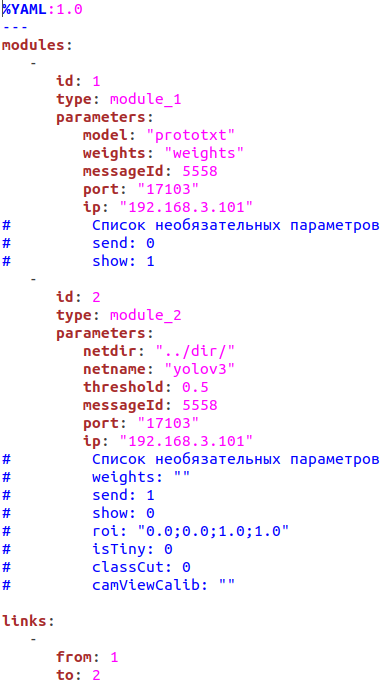 %YAML:1.0
---
modules:
   -
      id: 1
      type: module_1
      parameters:
         model: "prototxt"
         weights: "weights"
         messageId: 5558
         port: "17103"
         ip: "192.168.3.101"
#         Список необязательных параметров
#         send: 0
#         show: 1
   -
      id: 2
      type: module_2
      parameters:
         netdir: "../dir/"
         netname: "yolov3"
         threshold: 0.5
         messageId: 5558
         port: "17103"
         ip: "192.168.3.101"
#         Список необязательных параметров
#         weights: ""
#         send: 1
#         show: 0
#         roi: "0.0;0.0;1.0;1.0"
#         isTiny: 0
#         classCut: 0
#         camViewCalib: ""

links:
   -
      from: 1
      to: 2